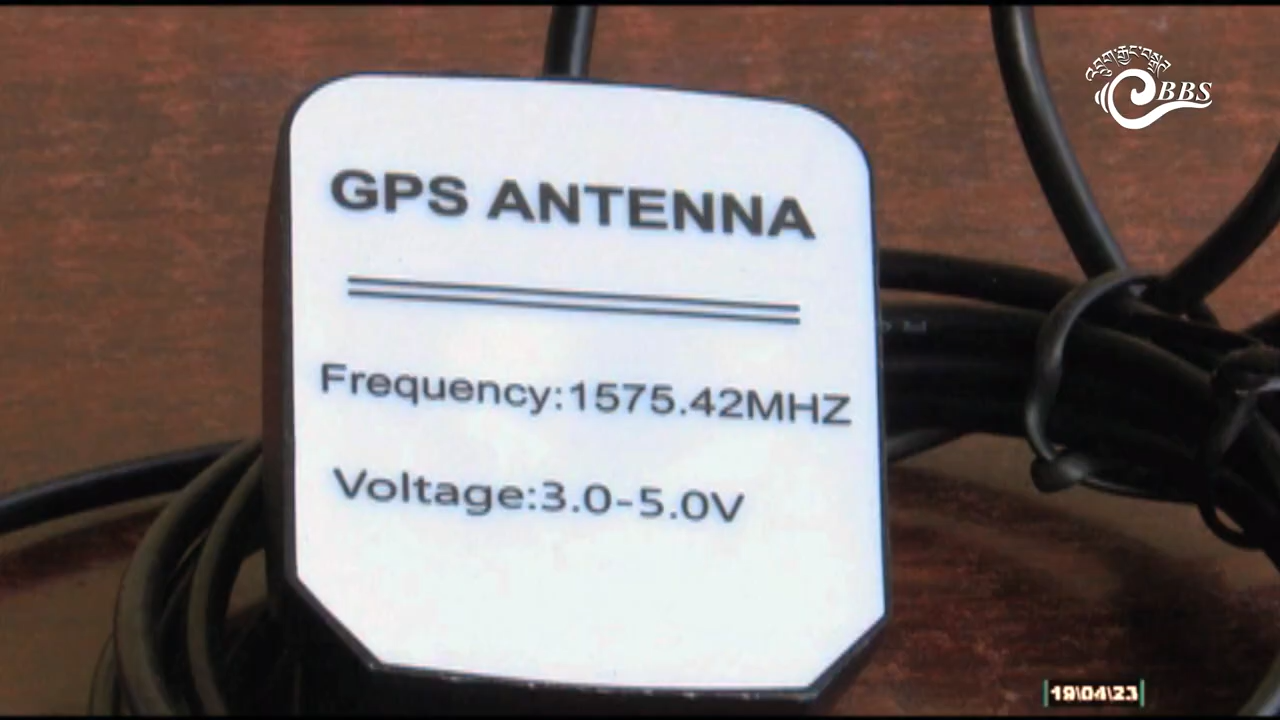 GPS ANTENNA
Frequency:1575.42MHZ
Voltage:3.0-5.0V
BBS
19\04\23